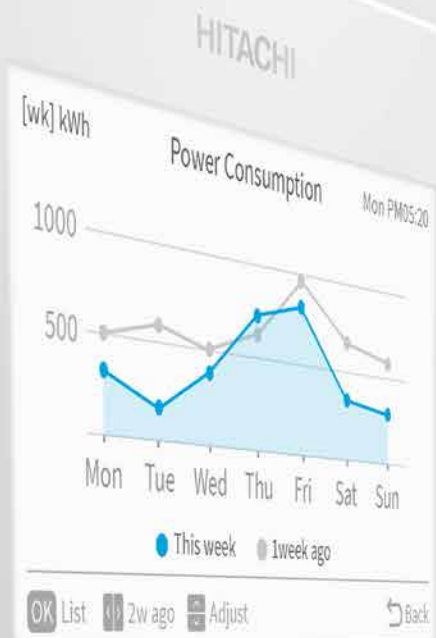 HITACHI
[wk] kWh
Power Consumption
Mon PM05:20
1000
500
Mon Tue Wed Thu Fri Sat Sun
This week 1week ago
OK List 2w ago Adjust Back